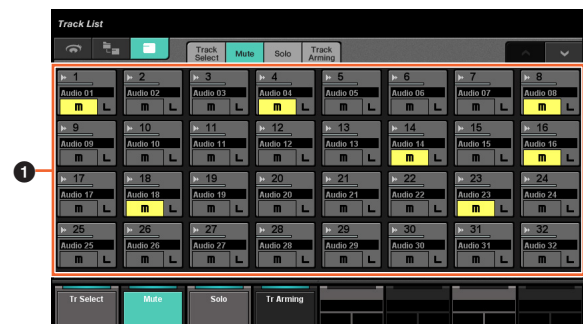 Track List
Track Select Mute Solo Track Arming
1 2 3 4 5 6 7 8
Audio 01 Audio 02 Audio 03 Audio 04 Audio 05 Audio 06 Audio 07 Audio 08
m L m L m L m L m L m L m L m L
9 10 11 12 13 14 15 16
Audio 09 Audio 10 Audio 11 Audio 12 Audio 13 Audio 14 Audio 15 Audio 16
m L m L m L m L m L m L m L m L
1
17 18 19 20 21 22 23 24
Audio 17 Audio 18 Audio 19 Audio 20 Audio 21 Audio 22 Audio 23 Audio 24
m L m L m L m L m L m L m L m L
25 26 27 28 29 30 31 32
Audio 25 Audio 26 Audio 27 Audio 28 Audio 29 Audio 30 Audio 31 Audio 32
m L m L m L m L m L m L m L m L
Tr Select Mute Solo Tr Arming